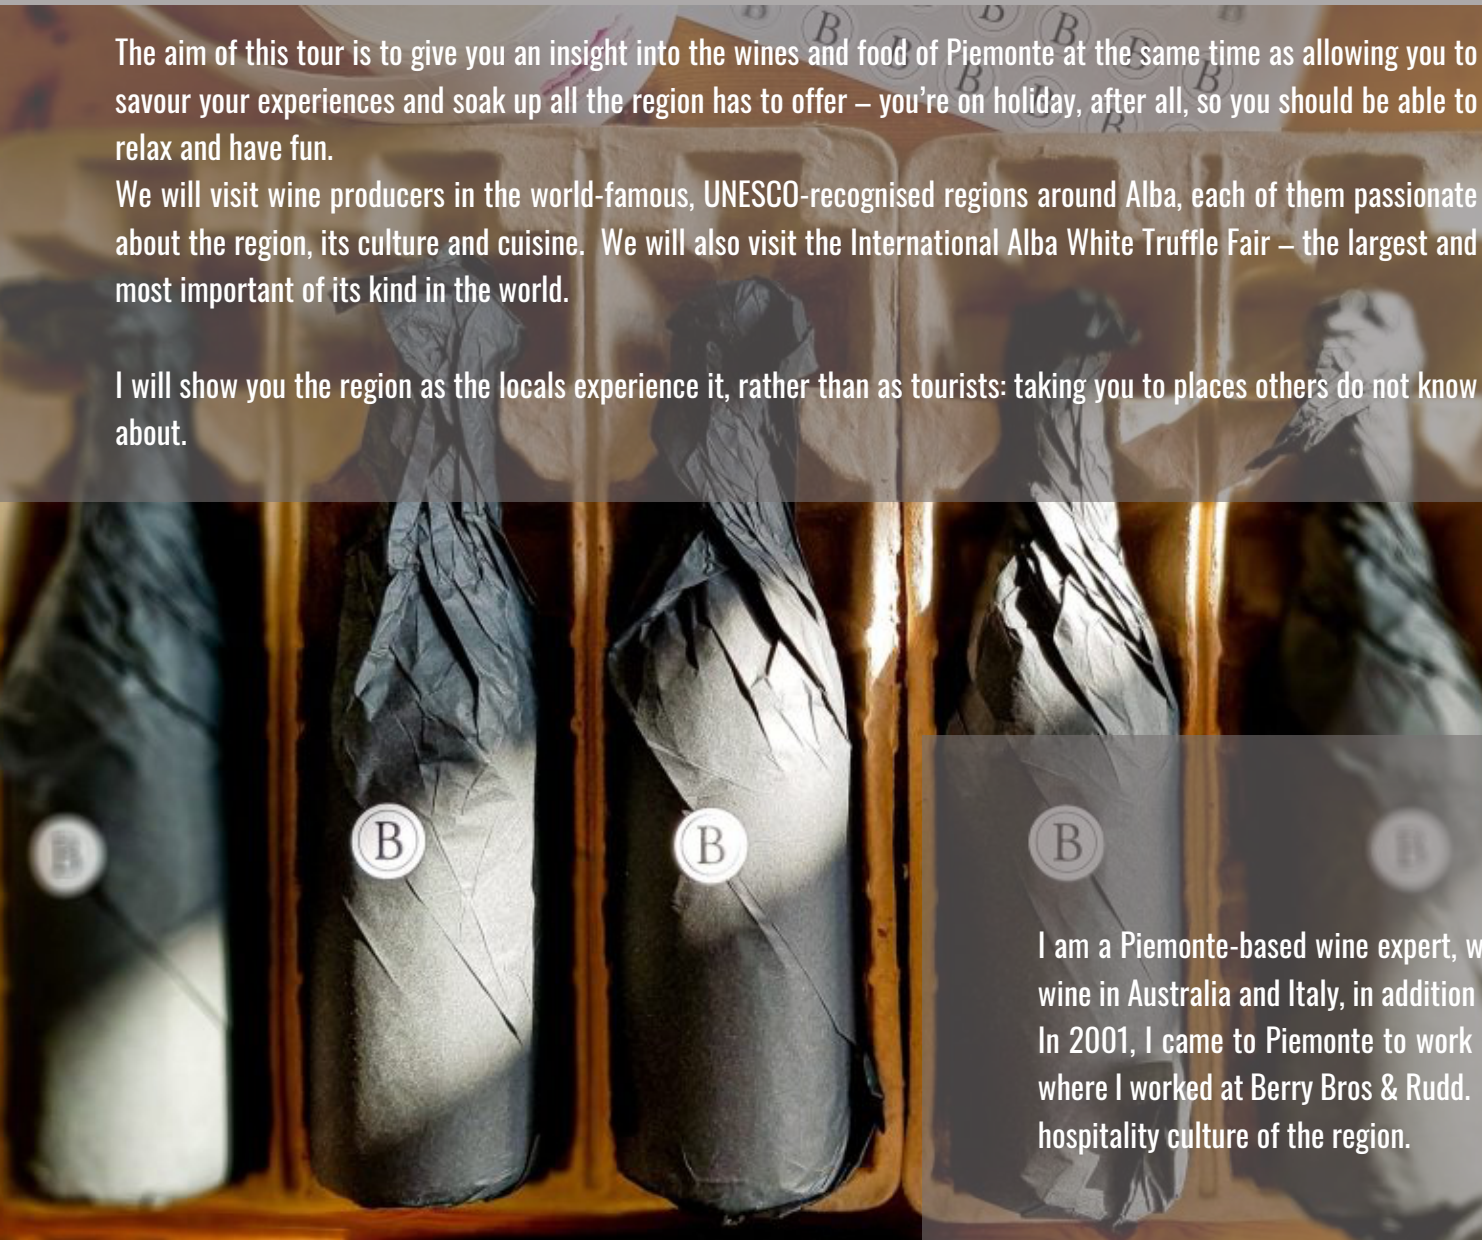 The aim of this tour is to give you an insight into the wines and food of Piemonte at the same time as allowing you to
savour your experiences and soak up all the region has to offer – you're on holiday, after all, so you should be able to
relax and have fun.
We will visit wine producers in the world-famous, UNESCO-recognised regions around Alba, each of them passionate
about the region, its culture and cuisine.  We will also visit the International Alba White Truffle Fair – the largest and
most important of its kind in the world.
I will show you the region as the locals experience it, rather than as tourists: taking you to places others do not know
about.
B B B B
I am a Piemonte-based wine expert,
wine in Australia and Italy, in addition
In 2001, I came to Piemonte to work
where I worked at Berry Bros & Rudd.
hospitality culture of the region.